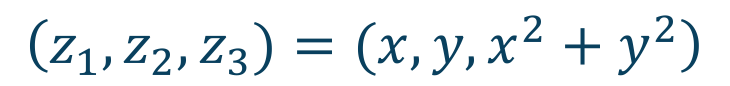 (z₁, z₂, z₃) = (x, y, x² + y²)